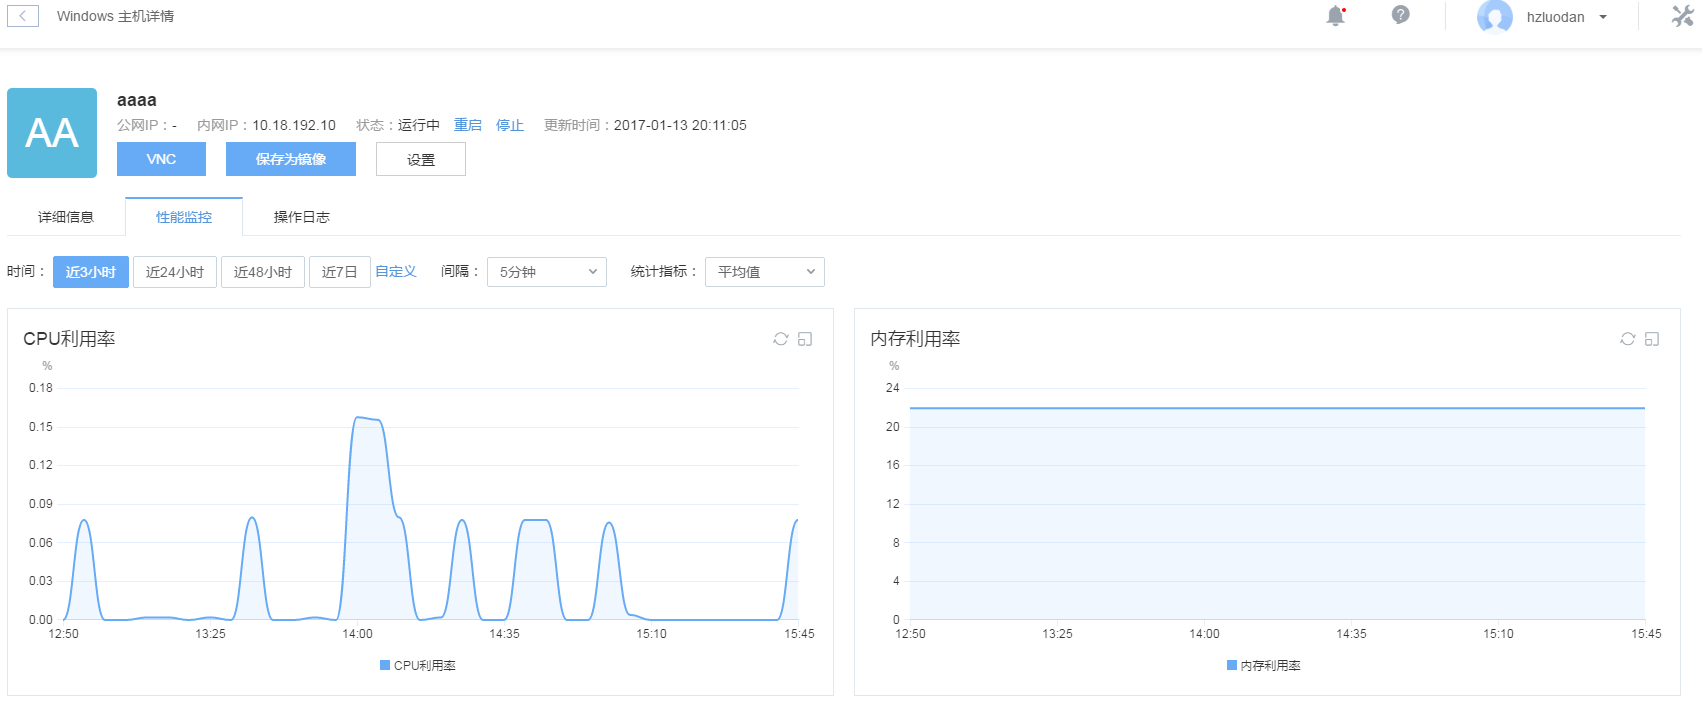 Windows 主机详情
hzluodan
AA
aaaa
公网IP：- 内网IP：10.18.192.10 状态：运行中 重启 停止 更新时间：2017-01-13 20:11:05
VNC 保存为镜像 设置
详细信息 性能监控 操作日志
时间： 近3小时 近24小时 近48小时 近7日 自定义 间隔： 5分钟 统计指标： 平均值
CPU利用率
%
0.18
0.15
0.12
0.09
0.06
0.03
0.00
12:50 13:25 14:00 14:35 15:10 15:45
CPU利用率
内存利用率
%
24
20
16
12
8
4
0
12:50 13:25 14:00 14:35 15:10 15:45
内存利用率